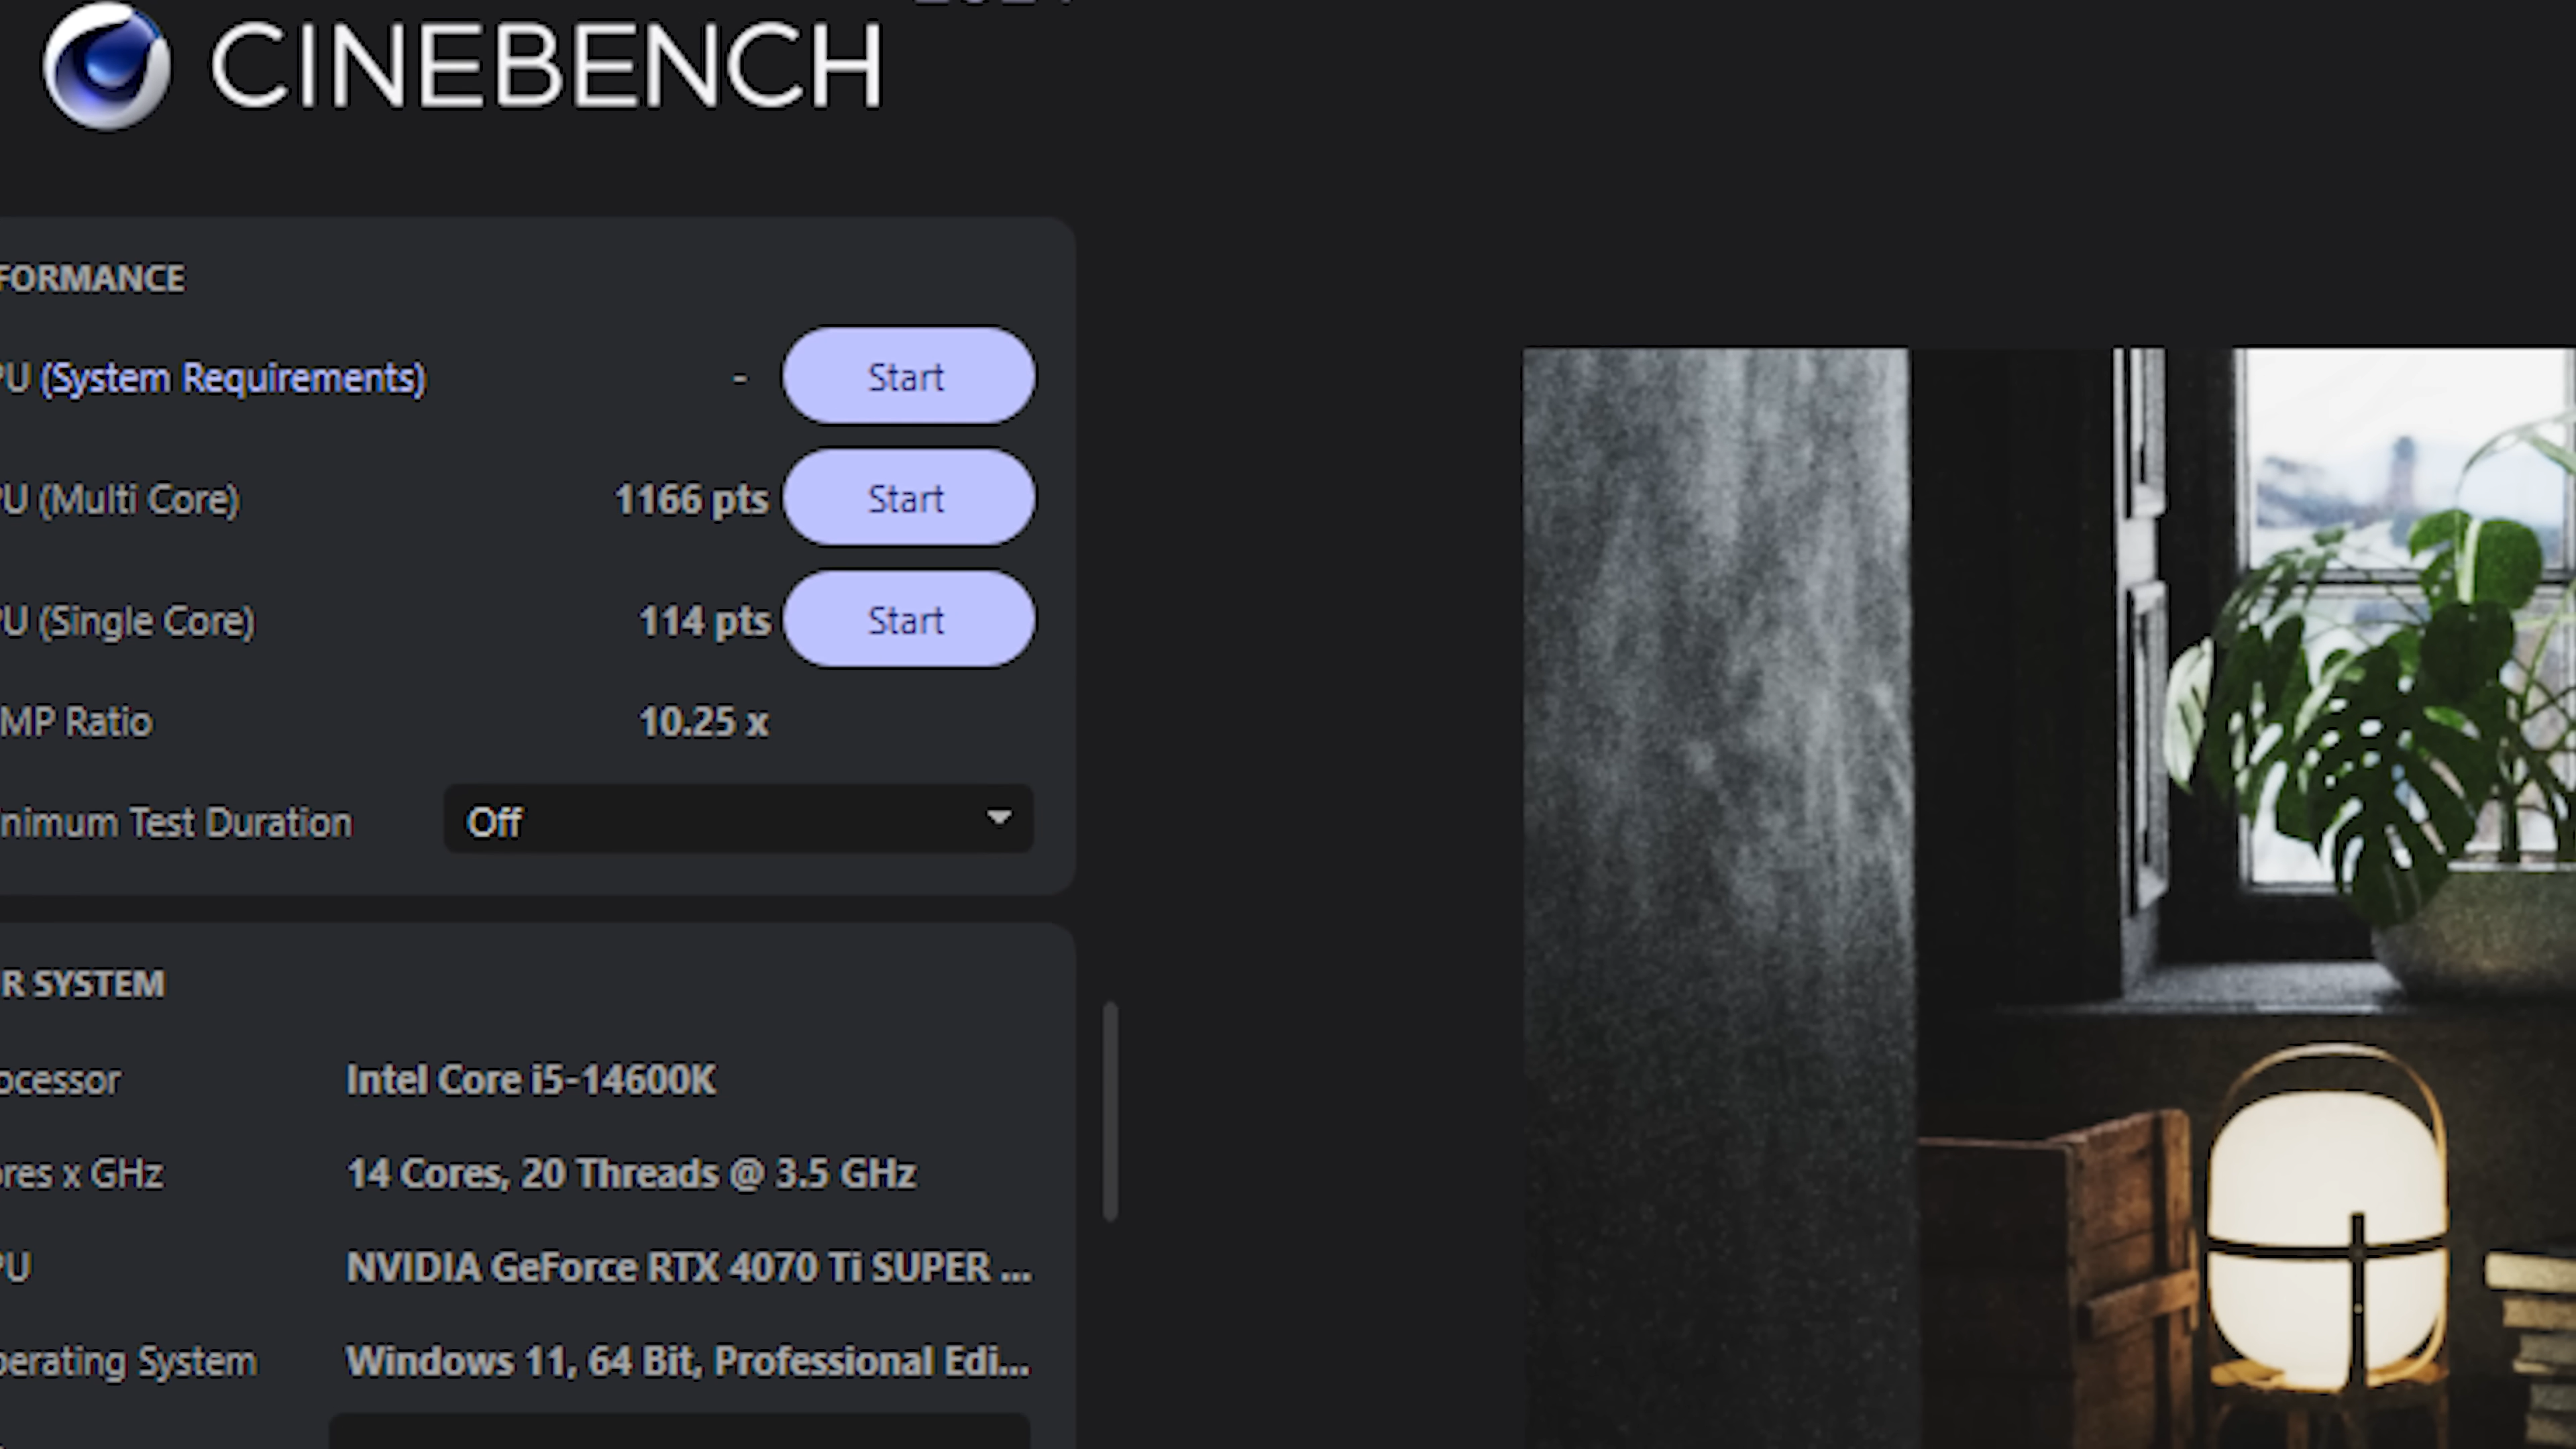 CINEBENCH
FORMANCE
PU (System Requirements) - Start
PU (Multi Core) 1166 pts Start
PU (Single Core) 114 pts Start
MP Ratio 10.25 x
nimum Test Duration Off
R SYSTEM
ocessor Intel Core i5-14600K
ores x GHz 14 Cores, 20 Threads @ 3.5 GHz
PU NVIDIA GeForce RTX 4070 Ti SUPER ...
perating System Windows 11, 64 Bit, Professional Edi...